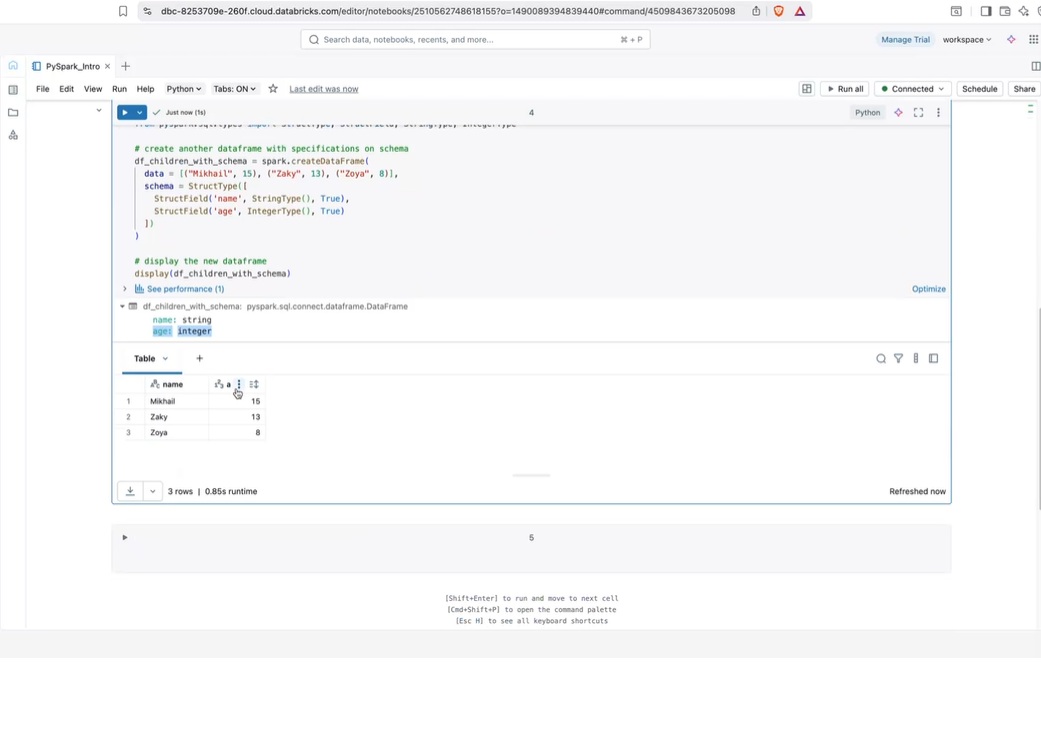 dbc-8253709e-260f.cloud.databricks.com/editor/notebooks/2510562748618155?o=1490089394839440#command/4509843673205098
Search data, notebooks, recents, and more...
⌘ + P
Manage Trial
workspace
PySpark_Intro
File Edit View Run Help Python Tabs: ON Last edit was now
Run all Connected Schedule Share
Just now (1s)
4
Python
from pyspark.sql.types import StructType, StructField, StringType, IntegerType
# create another dataframe with specifications on schema
df_children_with_schema = spark.createDataFrame(
data = [("Mikhail", 15), ("Zaky", 13), ("Zoya", 8)],
schema = StructType([
StructField('name', StringType(), True),
StructField('age', IntegerType(), True)
])
)
# display the new dataframe
display(df_children_with_schema)
See performance (1)
Optimize
df_children_with_schema: pyspark.sql.connect.dataframe.DataFrame
name: string
age: integer
Table +
name a
1 Mikhail 15
2 Zaky 13
3 Zoya 8
3 rows | 0.85s runtime
Refreshed now
5
[Shift+Enter] to run and move to next cell
[Cmd+Shift+P] to open the command palette
[Esc H] to see all keyboard shortcuts